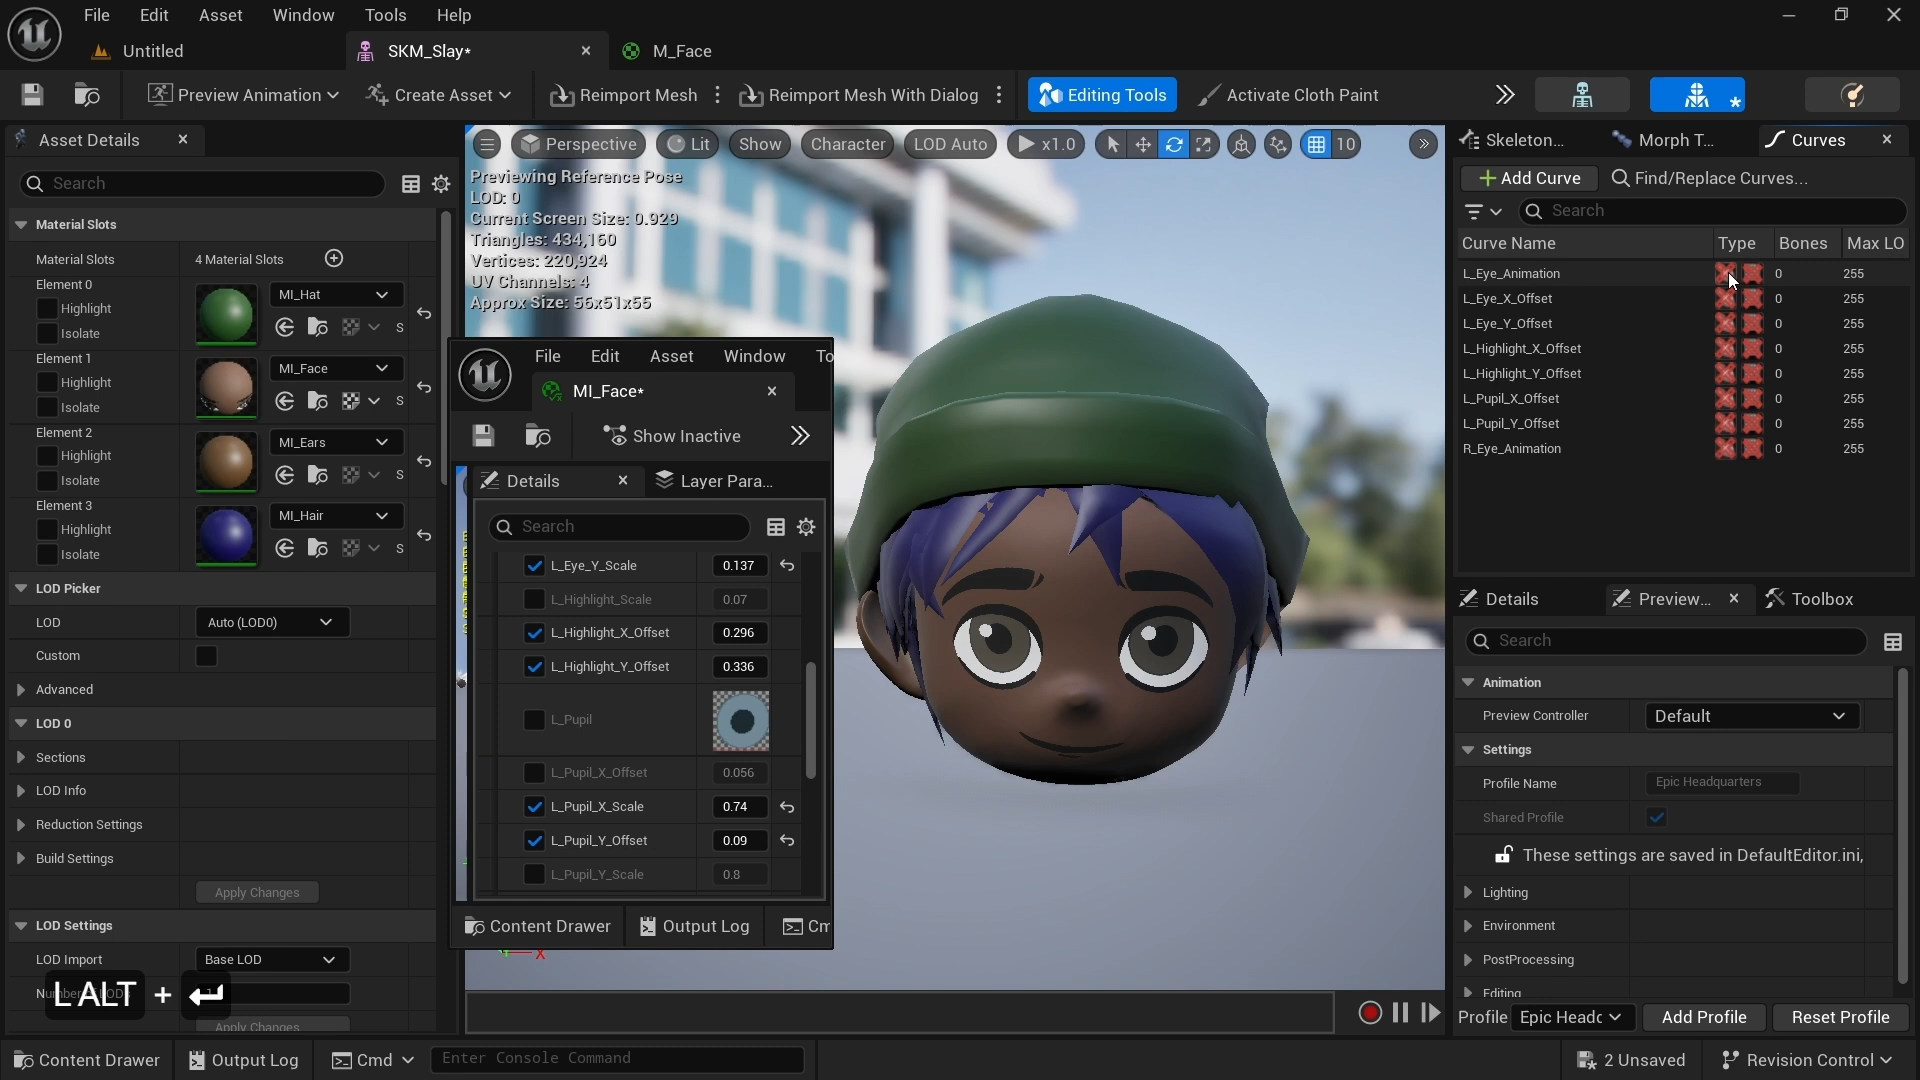 File Edit Asset Window Tools Help
Untitled SKM_Slay* M_Face
Preview Animation Create Asset Reimport Mesh Reimport Mesh With Dialog Editing Tools Activate Cloth Paint
Asset Details
Search
Material Slots
Material Slots 4 Material Slots
Element 0
Highlight
Isolate
MI_Hat
S
Element 1
Highlight
Isolate
MI_Face
S
Element 2
Highlight
Isolate
MI_Ears
S
Element 3
Highlight
Isolate
MI_Hair
S
LOD Picker
LOD Auto (LOD0)
Custom
Advanced
LOD 0
Sections
LOD Info
Reduction Settings
Build Settings
Apply Changes
LOD Settings
LOD Import Base LOD
L ALT +
Apply Changes
Perspective Lit Show Character LOD Auto x1.0 10
Previewing Reference Pose
LOD: 0
Current Screen Size: 0.929
Triangles: 434,160
Vertices: 220,924
UV Channels: 4
Approx Size: 56x51x55
File Edit Asset Window To
MI_Face*
Show Inactive
Details Layer Para...
Search
L_Eye_Y_Scale 0.137
L_Highlight_Scale 0.07
L_Highlight_X_Offset 0.296
L_Highlight_Y_Offset 0.336
L_Pupil
L_Pupil_X_Offset 0.056
L_Pupil_X_Scale 0.74
L_Pupil_Y_Offset 0.09
L_Pupil_Y_Scale 0.8
Content Drawer Output Log Cm
X
Skeleton... Morph T... Curves
Add Curve Find/Replace Curves...
Search
Curve Name Type Bones Max LO
L_Eye_Animation 0 255
L_Eye_X_Offset 0 255
L_Eye_Y_Offset 0 255
L_Highlight_X_Offset 0 255
L_Highlight_Y_Offset 0 255
L_Pupil_X_Offset 0 255
L_Pupil_Y_Offset 0 255
R_Eye_Animation 0 255
Details Preview... Toolbox
Search
Animation
Preview Controller Default
Settings
Profile Name Epic Headquarters
Shared Profile
These settings are saved in DefaultEditor.ini,
Lighting
Environment
PostProcessing
Editing
Profile Epic Headc Add Profile Reset Profile
Content Drawer Output Log Cmd Enter Console Command 2 Unsaved Revision Control